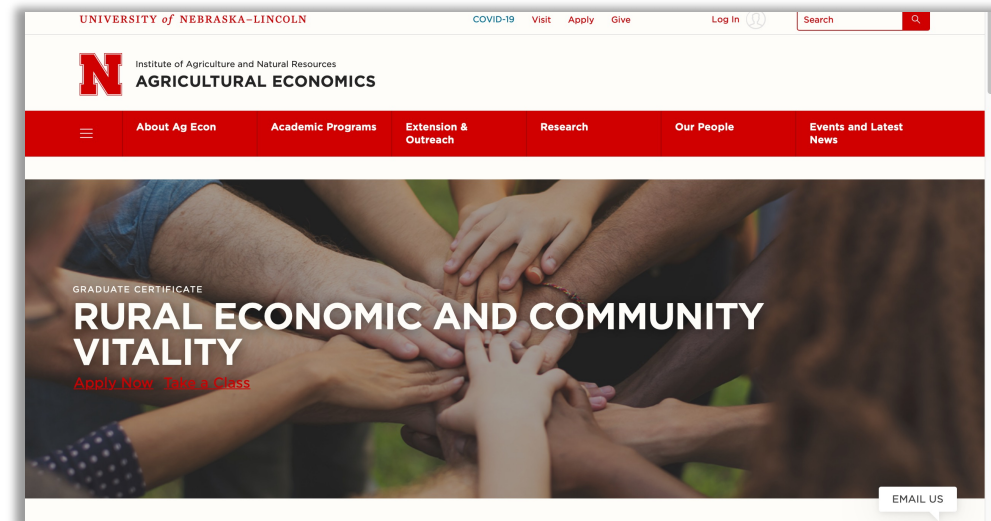 UNIVERSITY of NEBRASKA–LINCOLN
COVID-19 Visit Apply Give Log In Search
N
Institute of Agriculture and Natural Resources
AGRICULTURAL ECONOMICS
About Ag Econ
Academic Programs
Extension &
Outreach
Research
Our People
Events and Latest
News
GRADUATE CERTIFICATE
RURAL ECONOMIC AND COMMUNITY
VITALITY
Apply Now Take a Class
EMAIL US